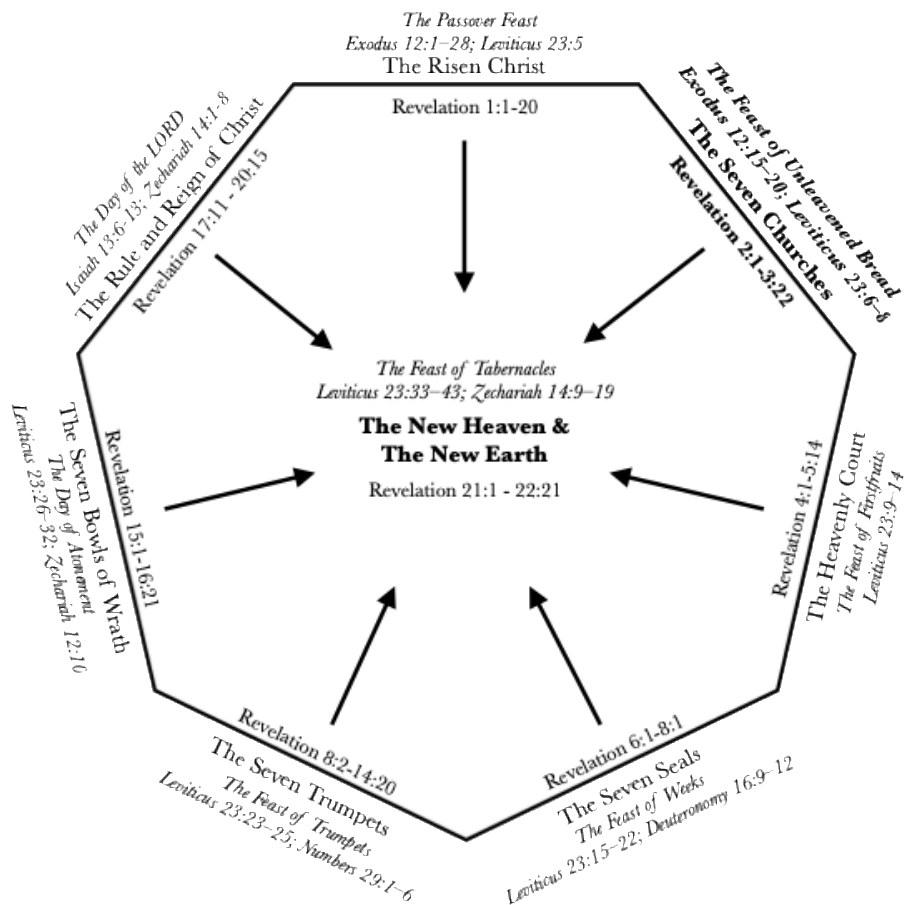 The Passover Feast
Exodus 12:1–28; Leviticus 23:5
The Risen Christ
Revelation 1:1-20
The Feast of Unleavened Bread
Exodus 12:15–20; Leviticus 23:6–8
The Seven Churches
Revelation 2:1-3:22
Revelation 4:1-5:14
The Heavenly Court
The Feast of Firstfruits
Leviticus 23:9–14
Revelation 6:1-8:1
The Seven Seals
The Feast of Weeks
Leviticus 23:15–22; Deuteronomy 16:9–12
Revelation 8:2-14:20
The Seven Trumpets
The Feast of Trumpets
Leviticus 23:23–25; Numbers 29:1–6
Revelation 15:1-16:21
The Seven Bowls of Wrath
The Day of Atonement
Leviticus 23:26–32; Zechariah 12:10
The Day of the LORD
Isaiah 13:6-13; Zechariah 14:1-8
The Rule and Reign of Christ
Revelation 17:11 - 20:15
The Feast of Tabernacles
Leviticus 23:33–43; Zechariah 14:9–19
The New Heaven &
The New Earth
Revelation 21:1 - 22:21